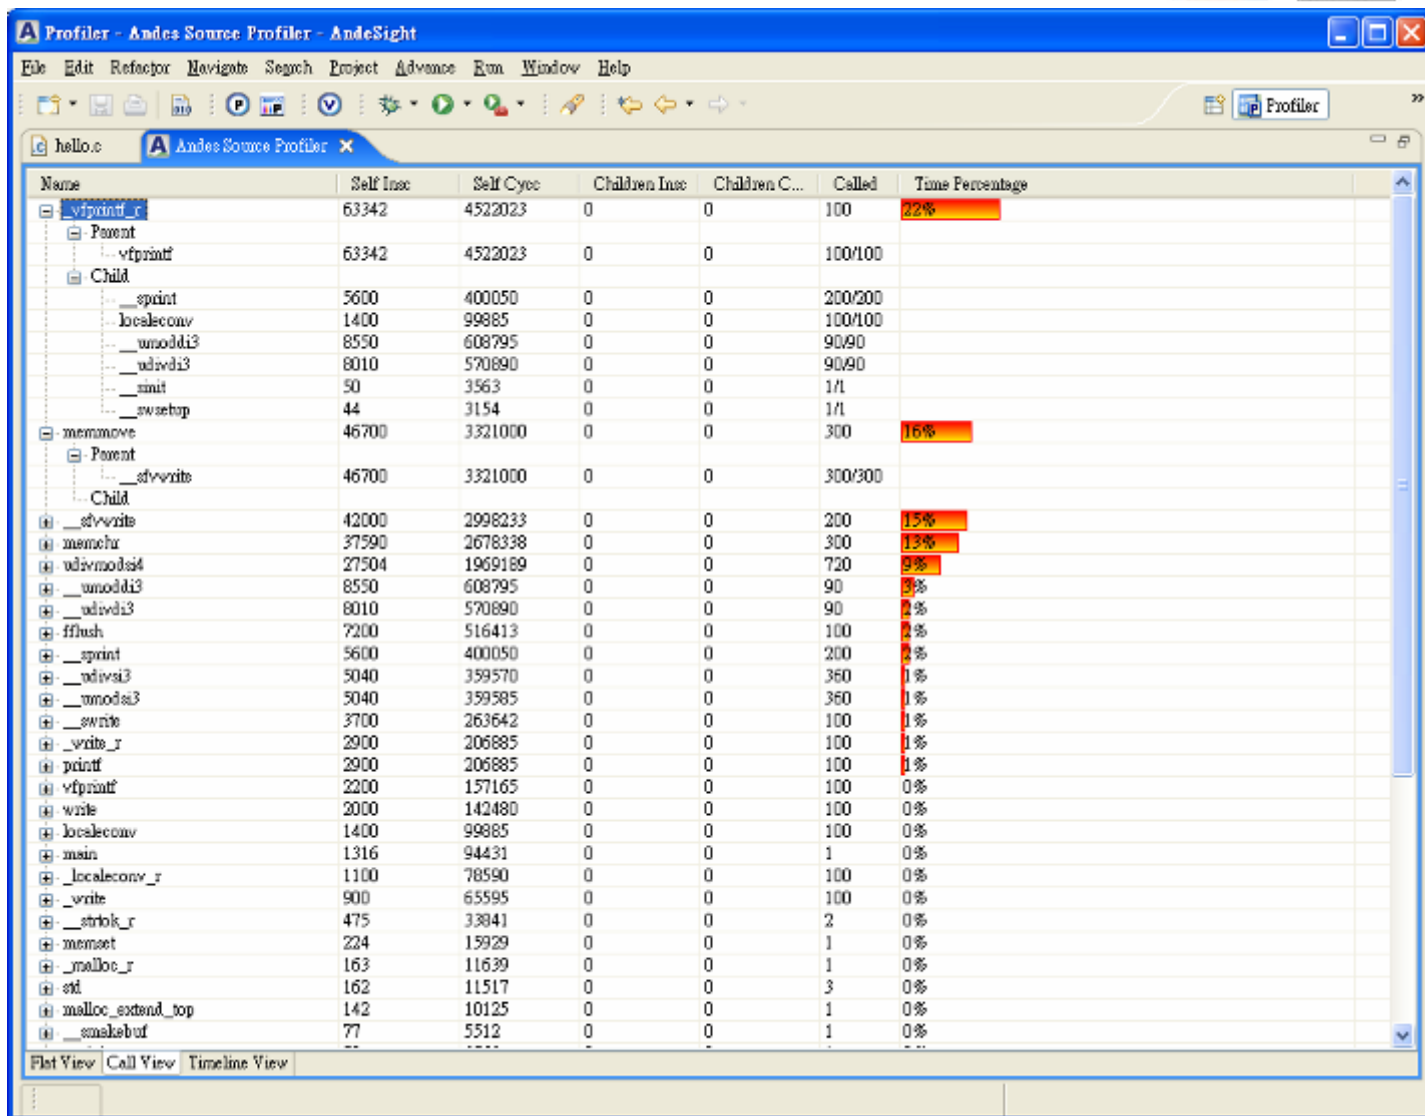 Profiler - Andes Source Profiler - AndeSight
File Edit Refactor Navigate Search Project Advance Run Window Help
Profiler
hello.c Andes Source Profiler
Name Self Insc Self Cycc Children Insc Children C... Called Time Percentage
_vfprintf_r 63342 4522023 0 0 100 22%
Parent
vfprintf 63342 4522023 0 0 100/100
Child
__sprint 5600 400050 0 0 200/200
localeconv 1400 99885 0 0 100/100
__umoddi3 8550 608795 0 0 90/90
__udivdi3 8010 570890 0 0 90/90
__sinit 50 3563 0 0 1/1
__swsetup 44 3154 0 0 1/1
memmove 46700 3321000 0 0 300 16%
Parent
__sfvwrite 46700 3321000 0 0 300/300
Child
__sfvwrite 42000 2998233 0 0 200 15%
memchr 37590 2678338 0 0 300 13%
udivmodsi4 27504 1969189 0 0 720 9%
__umoddi3 8550 608795 0 0 90 3%
__udivdi3 8010 570890 0 0 90 2%
fflush 7200 516413 0 0 100 2%
__sprint 5600 400050 0 0 200 2%
__udivsi3 5040 359570 0 0 360 1%
__umodsi3 5040 359585 0 0 360 1%
__swrite 3700 263642 0 0 100 1%
_write_r 2900 206885 0 0 100 1%
printf 2900 206885 0 0 100 1%
vfprintf 2200 157165 0 0 100 0%
write 2000 142480 0 0 100 0%
localeconv 1400 99885 0 0 100 0%
main 1316 94431 0 0 1 0%
_localeconv_r 1100 78590 0 0 100 0%
_write 900 65595 0 0 100 0%
__strtok_r 475 33841 0 0 2 0%
memset 224 15929 0 0 1 0%
_malloc_r 163 11639 0 0 1 0%
std 162 11517 0 0 3 0%
malloc_extend_top 142 10125 0 0 1 0%
__smakebuf 77 5512 0 0 1 0%
Flat View Call View Timeline View